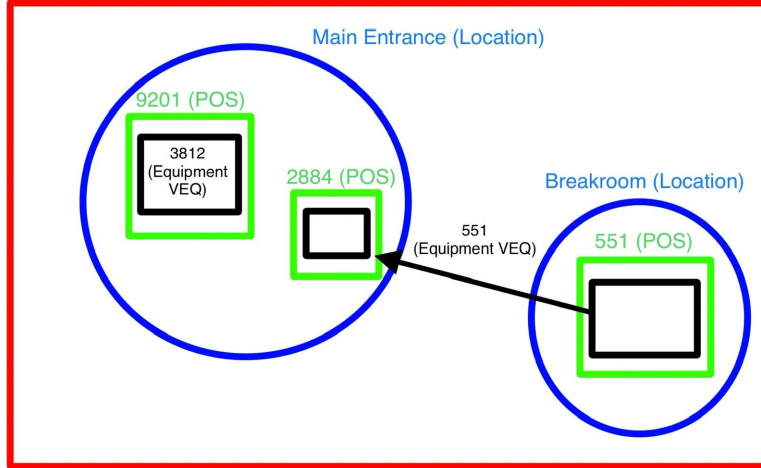 Main Entrance (Location)
9201 (POS)
3812
(Equipment
VEQ)
2884 (POS)
551
(Equipment VEQ)
Breakroom (Location)
551 (POS)